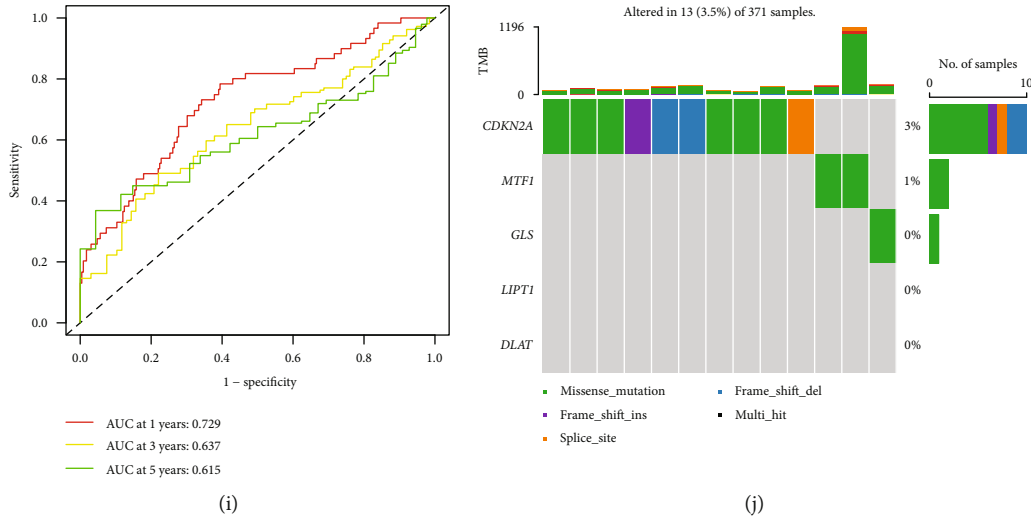 1.0
0.8
0.6
0.4
0.2
0.0
Sensitivity
0.0 0.2 0.4 0.6 0.8 1.0
1 − specificity
AUC at 1 years: 0.729
AUC at 3 years: 0.637
AUC at 5 years: 0.615
(i)
Altered in 13 (3.5%) of 371 samples.
1196
TMB
0
No. of samples
0 10
CDKN2A 3%
MTF1 1%
GLS 0%
LIPT1 0%
DLAT 0%
Missense_mutation Frame_shift_del
Frame_shift_ins Multi_hit
Splice_site
(j)